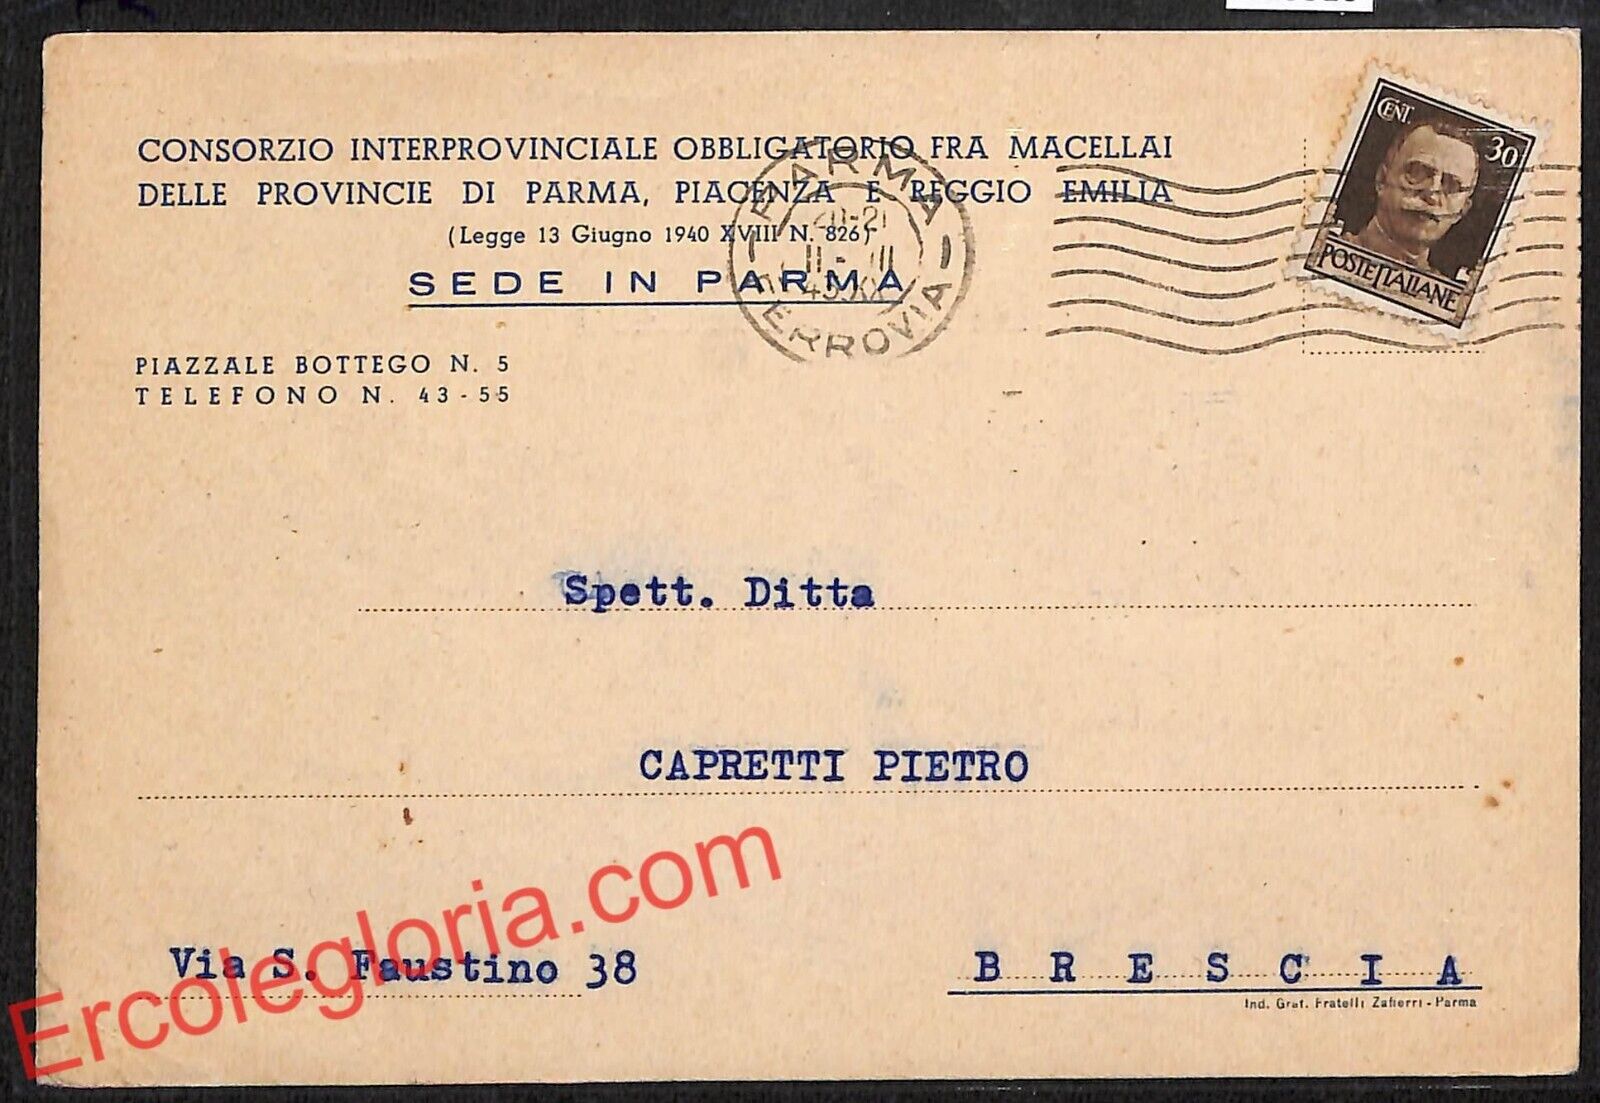 CONSORZIO INTERPROVINCIALE OBBLIGATORIO FRA MACELLAI
DELLE PROVINCIE DI PARMA, PIACENZA E REGGIO EMILIA
(Legge 13 Giugno 1940 XVIII N. 826)
SEDE IN PARMA
PIAZZALE BOTTEGO N. 5
TELEFONO N. 43-55
PARMA
FERROVIA
CENT. 30
POSTE ITALIANE
Spett. Ditta
CAPRETTI PIETRO
Via S. Faustino 38
BRESCIA
Ind. Graf. Fratelli Zafferri - Parma
Ercolegloria.com